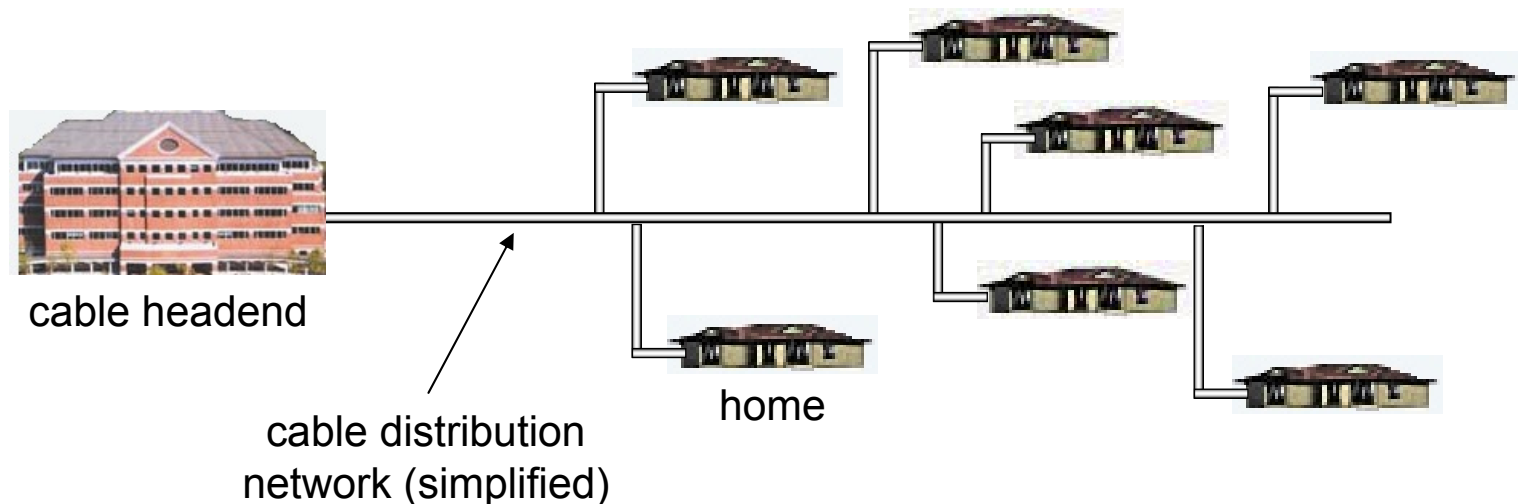 cable headend
home
cable distribution
network (simplified)